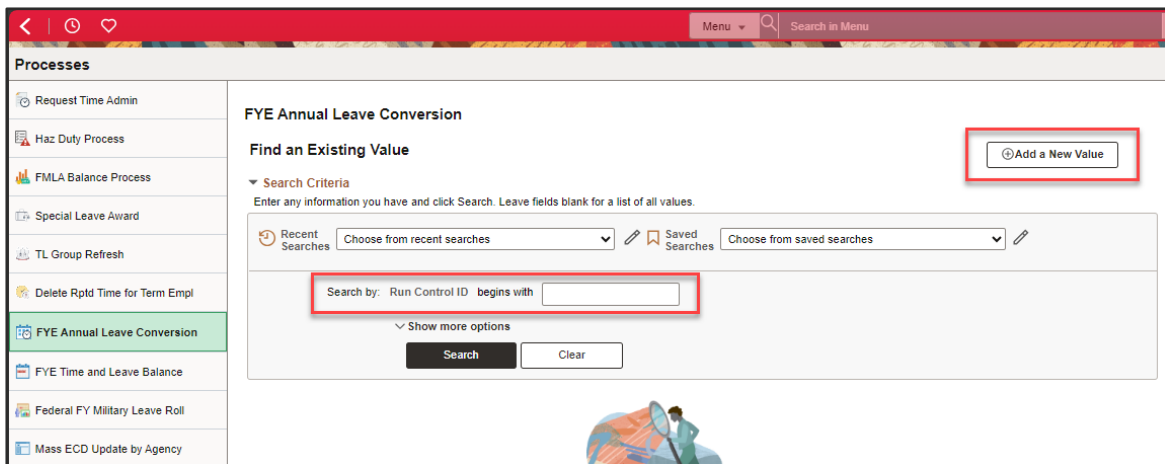 Menu
Search in Menu
Processes
Request Time Admin
Haz Duty Process
FMLA Balance Process
Special Leave Award
TL Group Refresh
Delete Rptd Time for Term Empl
FYE Annual Leave Conversion
FYE Time and Leave Balance
Federal FY Military Leave Roll
Mass ECD Update by Agency
FYE Annual Leave Conversion
Find an Existing Value
Add a New Value
Search Criteria
Enter any information you have and click Search. Leave fields blank for a list of all values.
Recent Searches
Choose from recent searches
Saved Searches
Choose from saved searches
Search by: Run Control ID begins with
Show more options
Search
Clear